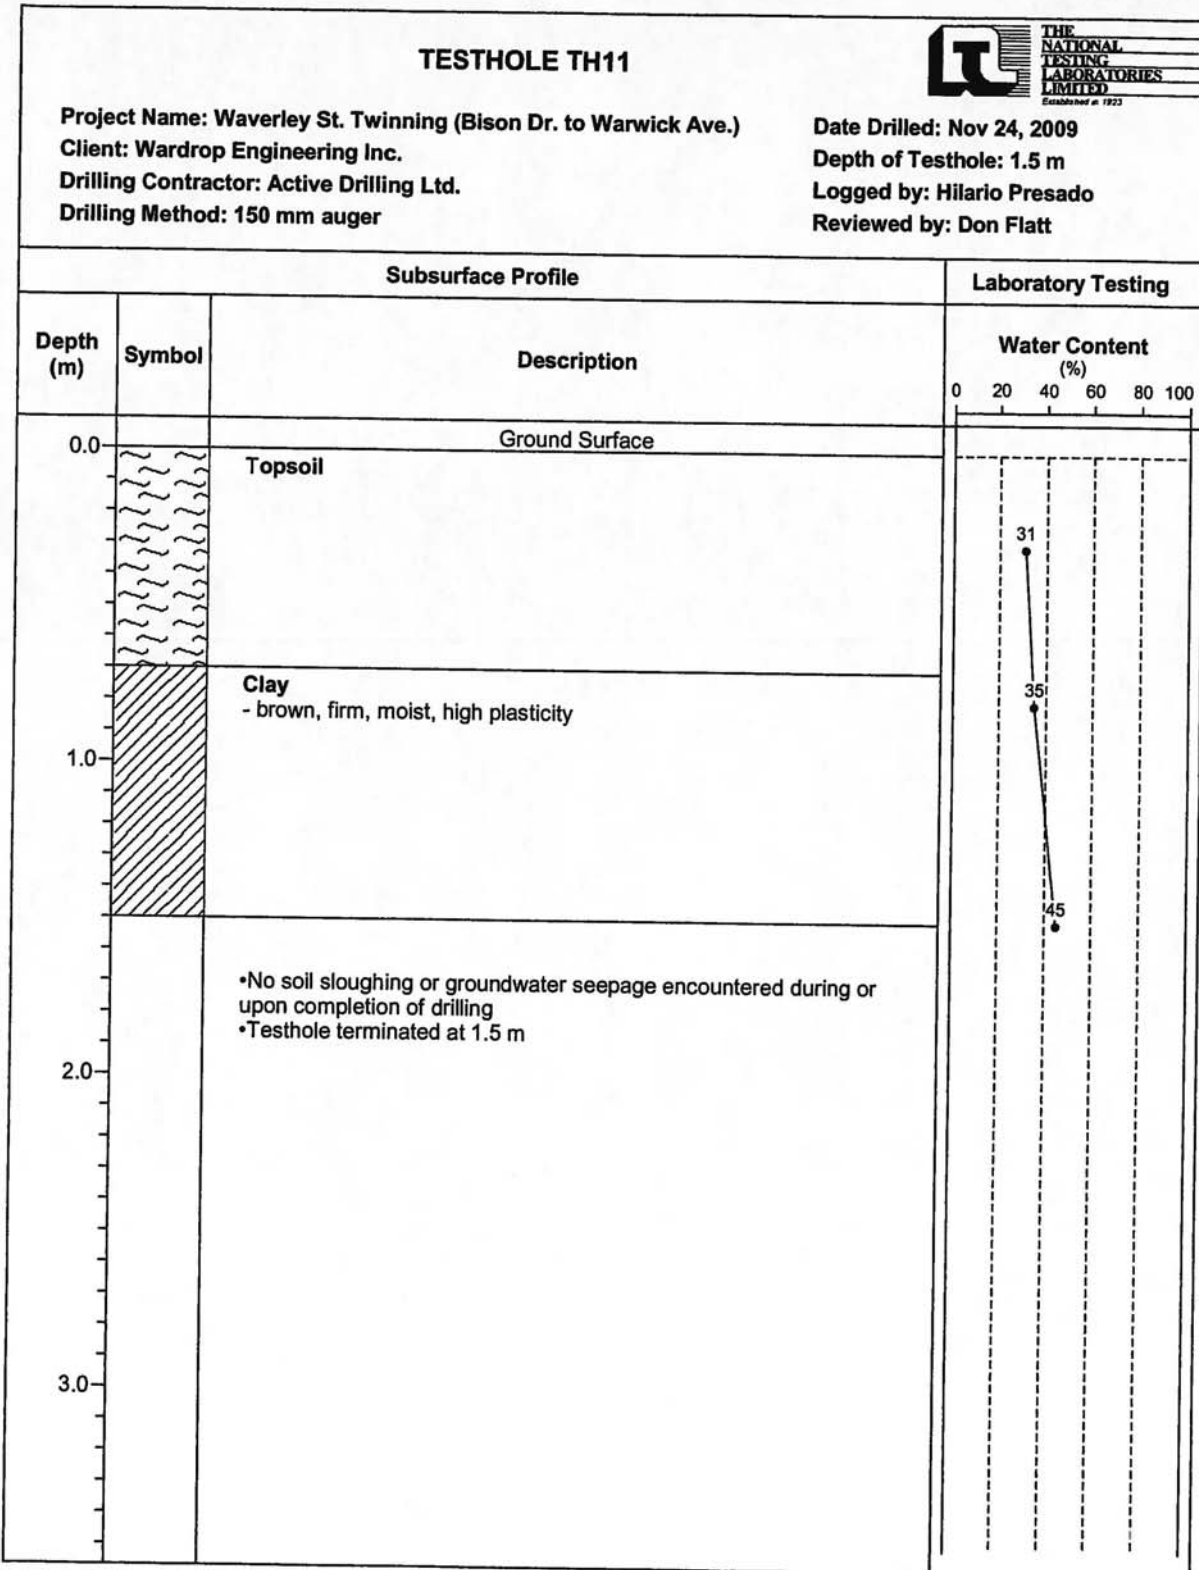 TESTHOLE TH11
THE
NATIONAL
TESTING
LABORATORIES
LIMITED
Established in 1923
Project Name: Waverley St. Twinning (Bison Dr. to Warwick Ave.)
Client: Wardrop Engineering Inc.
Drilling Contractor: Active Drilling Ltd.
Drilling Method: 150 mm auger
Date Drilled: Nov 24, 2009
Depth of Testhole: 1.5 m
Logged by: Hilario Presado
Reviewed by: Don Flatt
Subsurface Profile
Laboratory Testing
Depth
(m)
Symbol
Description
Water Content
(%)
0 20 40 60 80 100
0.0
Ground Surface
Topsoil
31
Clay
- brown, firm, moist, high plasticity
35
1.0
45
•No soil sloughing or groundwater seepage encountered during or
upon completion of drilling
•Testhole terminated at 1.5 m
2.0
3.0